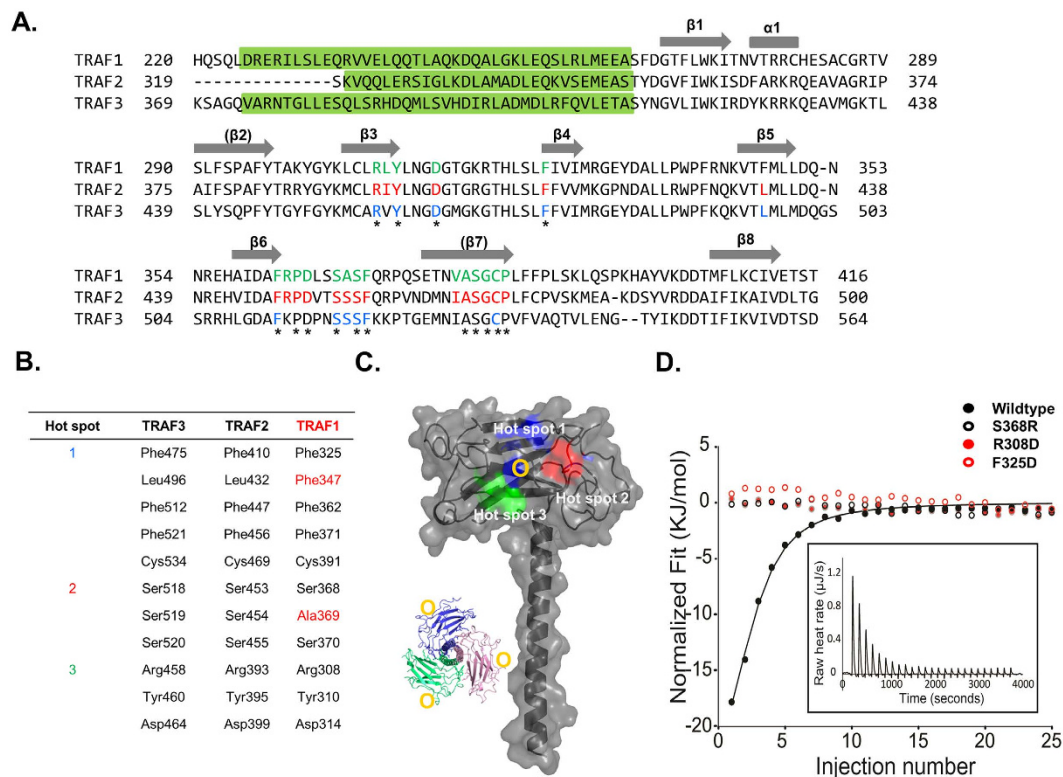 A.
β1 α1
TRAF1 220 HQSQLDRERILSLEQRVVELQQTLAQKDQALGKLEQSLRLMEEASFDGTFLWKITNVTRRCHESACGRTV 289
TRAF2 319 --------------SKVQQLERSIGLKDLAMADLEQKVSEMEASTYDGVFIWKISDFARKRQEAVAGRIP 374
TRAF3 369 KSAGQVARNTGLLESQLSRHDQMLSVHDIRLADMDLRFQVLETASYNGVLIWKIRDYKRRKQEAVMGKTL 438
(β2) β3 β4 β5
TRAF1 290 SLFSPAFYTAKYGYKLCLRLYLNGDGTGKRTHLSLFIVIMRGEYDALLPWPFRNKVTFMLLDQ-N 353
TRAF2 375 AIFSPAFYTRRYGYKMCLRIYLNGDGTGRGTHLSLFFVVMKGPNDALLPWPFNQKVTLMLLDQ-N 438
TRAF3 439 SLYSQPFYTGYFGYKMCARVYLNGDGMGKGTHLSLFFVIMRGEYDALLPWPFKQKVTLMLMDQGS 503
* * * * *
β6 (β7) β8
TRAF1 354 NREHAIDAFRPDLSSASFQRPQSETNVASGCPLFFPLSKLQSPKHAYVKDDTMFLKCIVETST 416
TRAF2 439 NREHVIDAFRPDVTSSSFQRPVNDMNIASGCPLFCPVSKMEA-KDSYVRDDAIFIKAIVDLTG 500
TRAF3 504 SRRHLGDAFKPDPNSSSFKKPTGEMNIASGCPVFVAQTVLENG--TYIKDDTIFIKVIVDTSD 564
* ** * ** *****
B.
Hot spot TRAF3 TRAF2 TRAF1
1 Phe475 Phe410 Phe325
Leu496 Leu432 Phe347
Phe512 Phe447 Phe362
Phe521 Phe456 Phe371
Cys534 Cys469 Cys391
2 Ser518 Ser453 Ser368
Ser519 Ser454 Ala369
Ser520 Ser455 Ser370
3 Arg458 Arg393 Arg308
Tyr460 Tyr395 Tyr310
Asp464 Asp399 Asp314
C.
Hot spot 1
O
Hot spot 2
Hot spot 3
O
O
O
D.
Wildtype
S368R
R308D
F325D
Normalized Fit (KJ/mol)
5
0
-5
-10
-15
-20
0 5 10 15 20 25
Injection number
Raw heat rate (μJ/s)
1.2
0.8
0.4
0
0 1000 2000 3000 4000
Time (seconds)